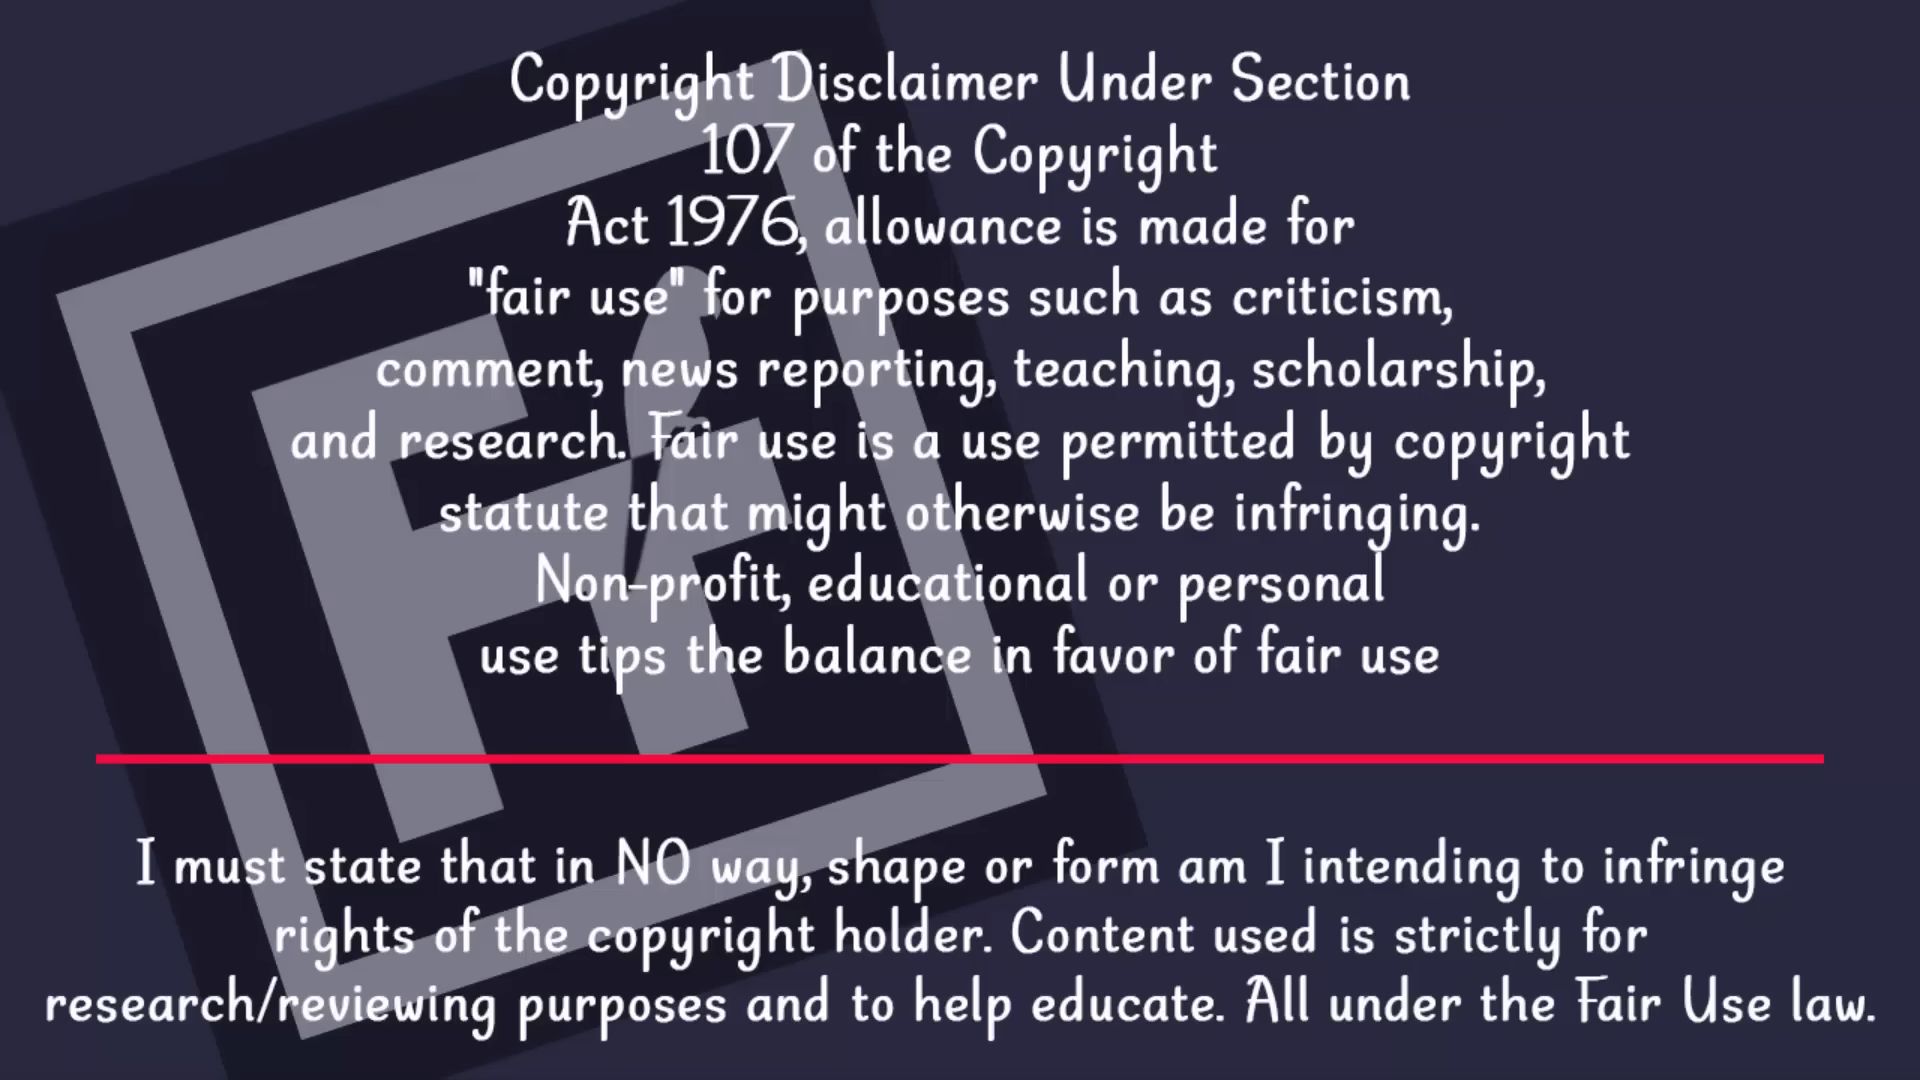 Copyright Disclaimer Under Section
107 of the Copyright
Act 1976, allowance is made for
"fair use" for purposes such as criticism,
comment, news reporting, teaching, scholarship,
and research. Fair use is a use permitted by copyright
statute that might otherwise be infringing.
Non-profit, educational or personal
use tips the balance in favor of fair use
I must state that in NO way, shape or form am I intending to infringe
rights of the copyright holder. Content used is strictly for
research/reviewing purposes and to help educate. All under the Fair Use law.